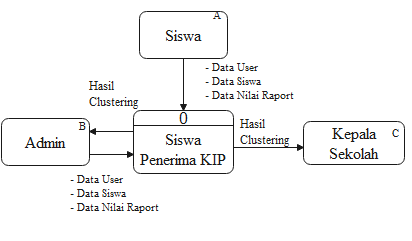 A
Siswa
- Data User
- Data Siswa
- Data Nilai Raport
Hasil
Clustering
B
Admin
0
Siswa
Penerima KIP
Hasil
Clustering
C
Kepala
Sekolah
- Data User
- Data Siswa
- Data Nilai Raport